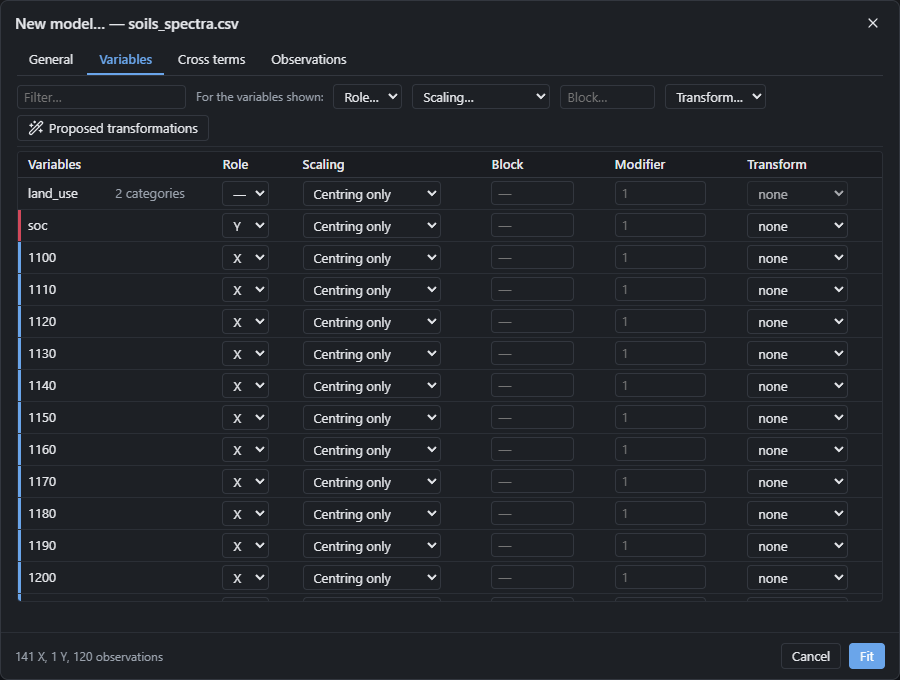 New model... — soils_spectra.csv
General Variables Cross terms Observations
Filter... For the variables shown: Role... Scaling... Block... Transform...
Proposed transformations
Variables Role Scaling Block Modifier Transform
land_use 2 categories — Centring only — 1 none
soc Y Centring only — 1 none
1100 X Centring only — 1 none
1110 X Centring only — 1 none
1120 X Centring only — 1 none
1130 X Centring only — 1 none
1140 X Centring only — 1 none
1150 X Centring only — 1 none
1160 X Centring only — 1 none
1170 X Centring only — 1 none
1180 X Centring only — 1 none
1190 X Centring only — 1 none
1200 X Centring only — 1 none
141 X, 1 Y, 120 observations Cancel Fit